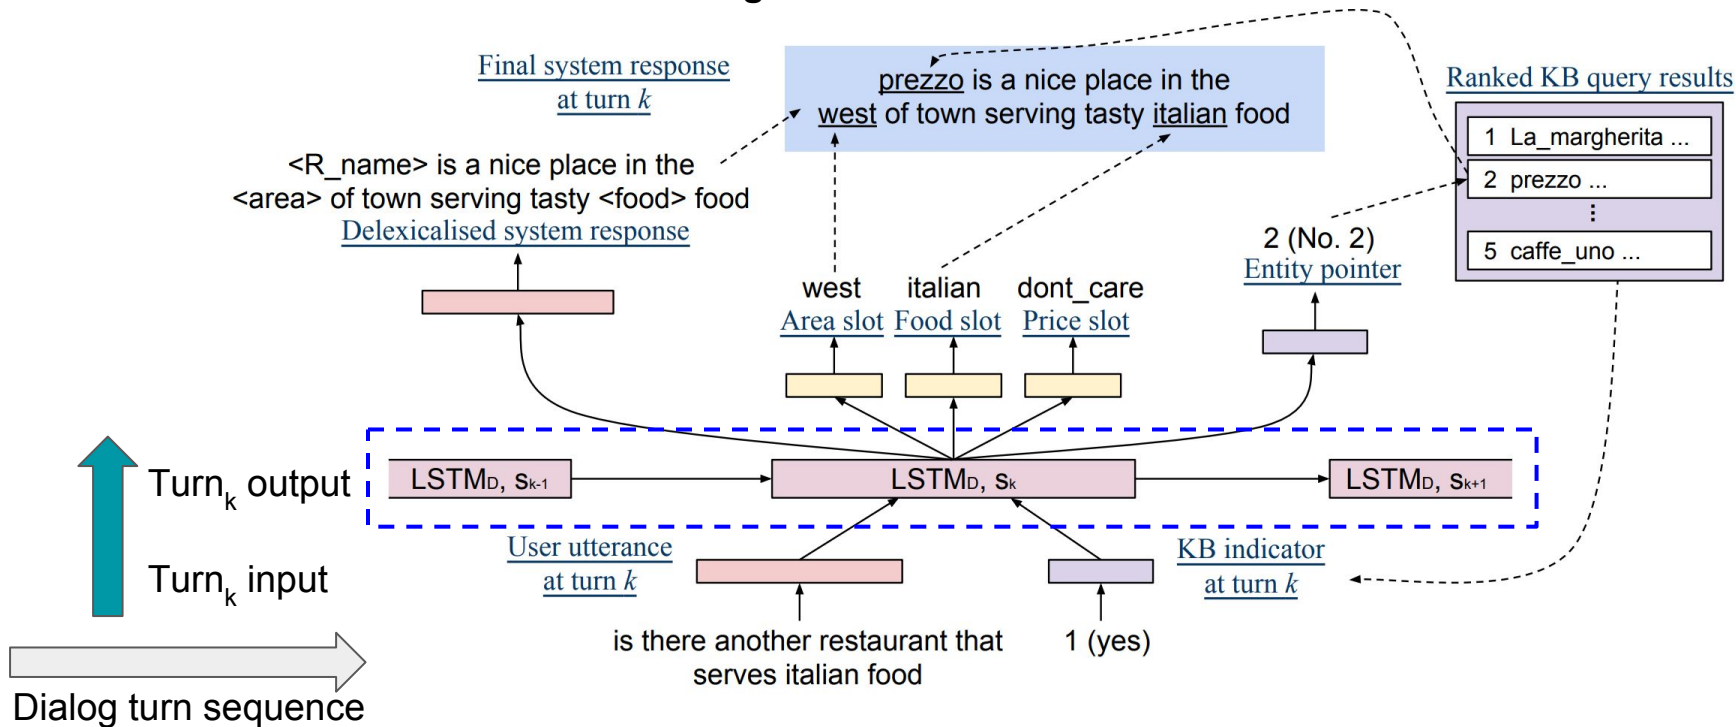 Final system response
at turn k
prezzo is a nice place in the
west of town serving tasty italian food
Ranked KB query results
1 La_margherita ...
2 prezzo ...
⋮
5 caffe_uno ...
<R_name> is a nice place in the
<area> of town serving tasty <food> food
Delexicalised system response
2 (No. 2)
Entity pointer
west
Area slot
italian
Food slot
dont_care
Price slot
Turnk output
LSTMD, sk-1
LSTMD, sk
LSTMD, sk+1
Turnk input
User utterance
at turn k
KB indicator
at turn k
is there another restaurant that
serves italian food
1 (yes)
Dialog turn sequence